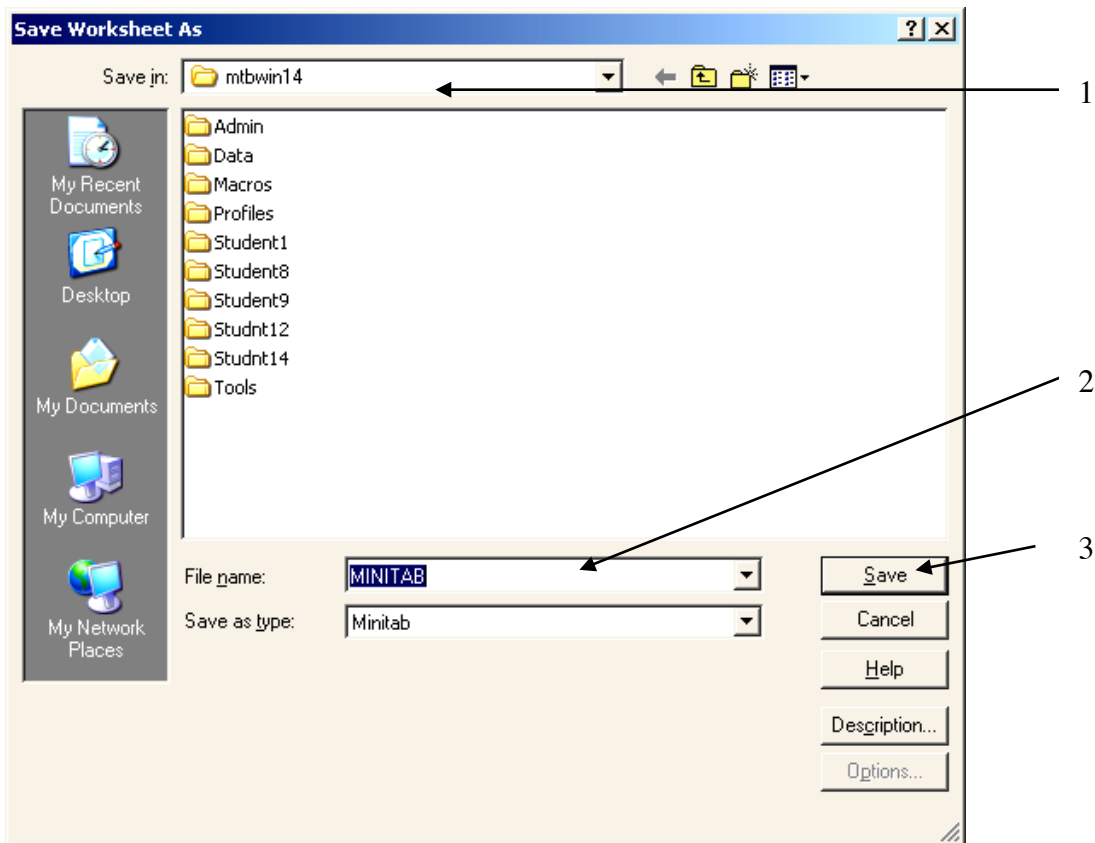 Save Worksheet As
Save in: mtbwin14
1
My Recent
Documents
Desktop
My Documents
My Computer
My Network
Places
Admin
Data
Macros
Profiles
Student1
Student8
Student9
Studnt12
Studnt14
Tools
2
File name: MINITAB
Save as type: Minitab
Save
3
Cancel
Help
Description...
Options...